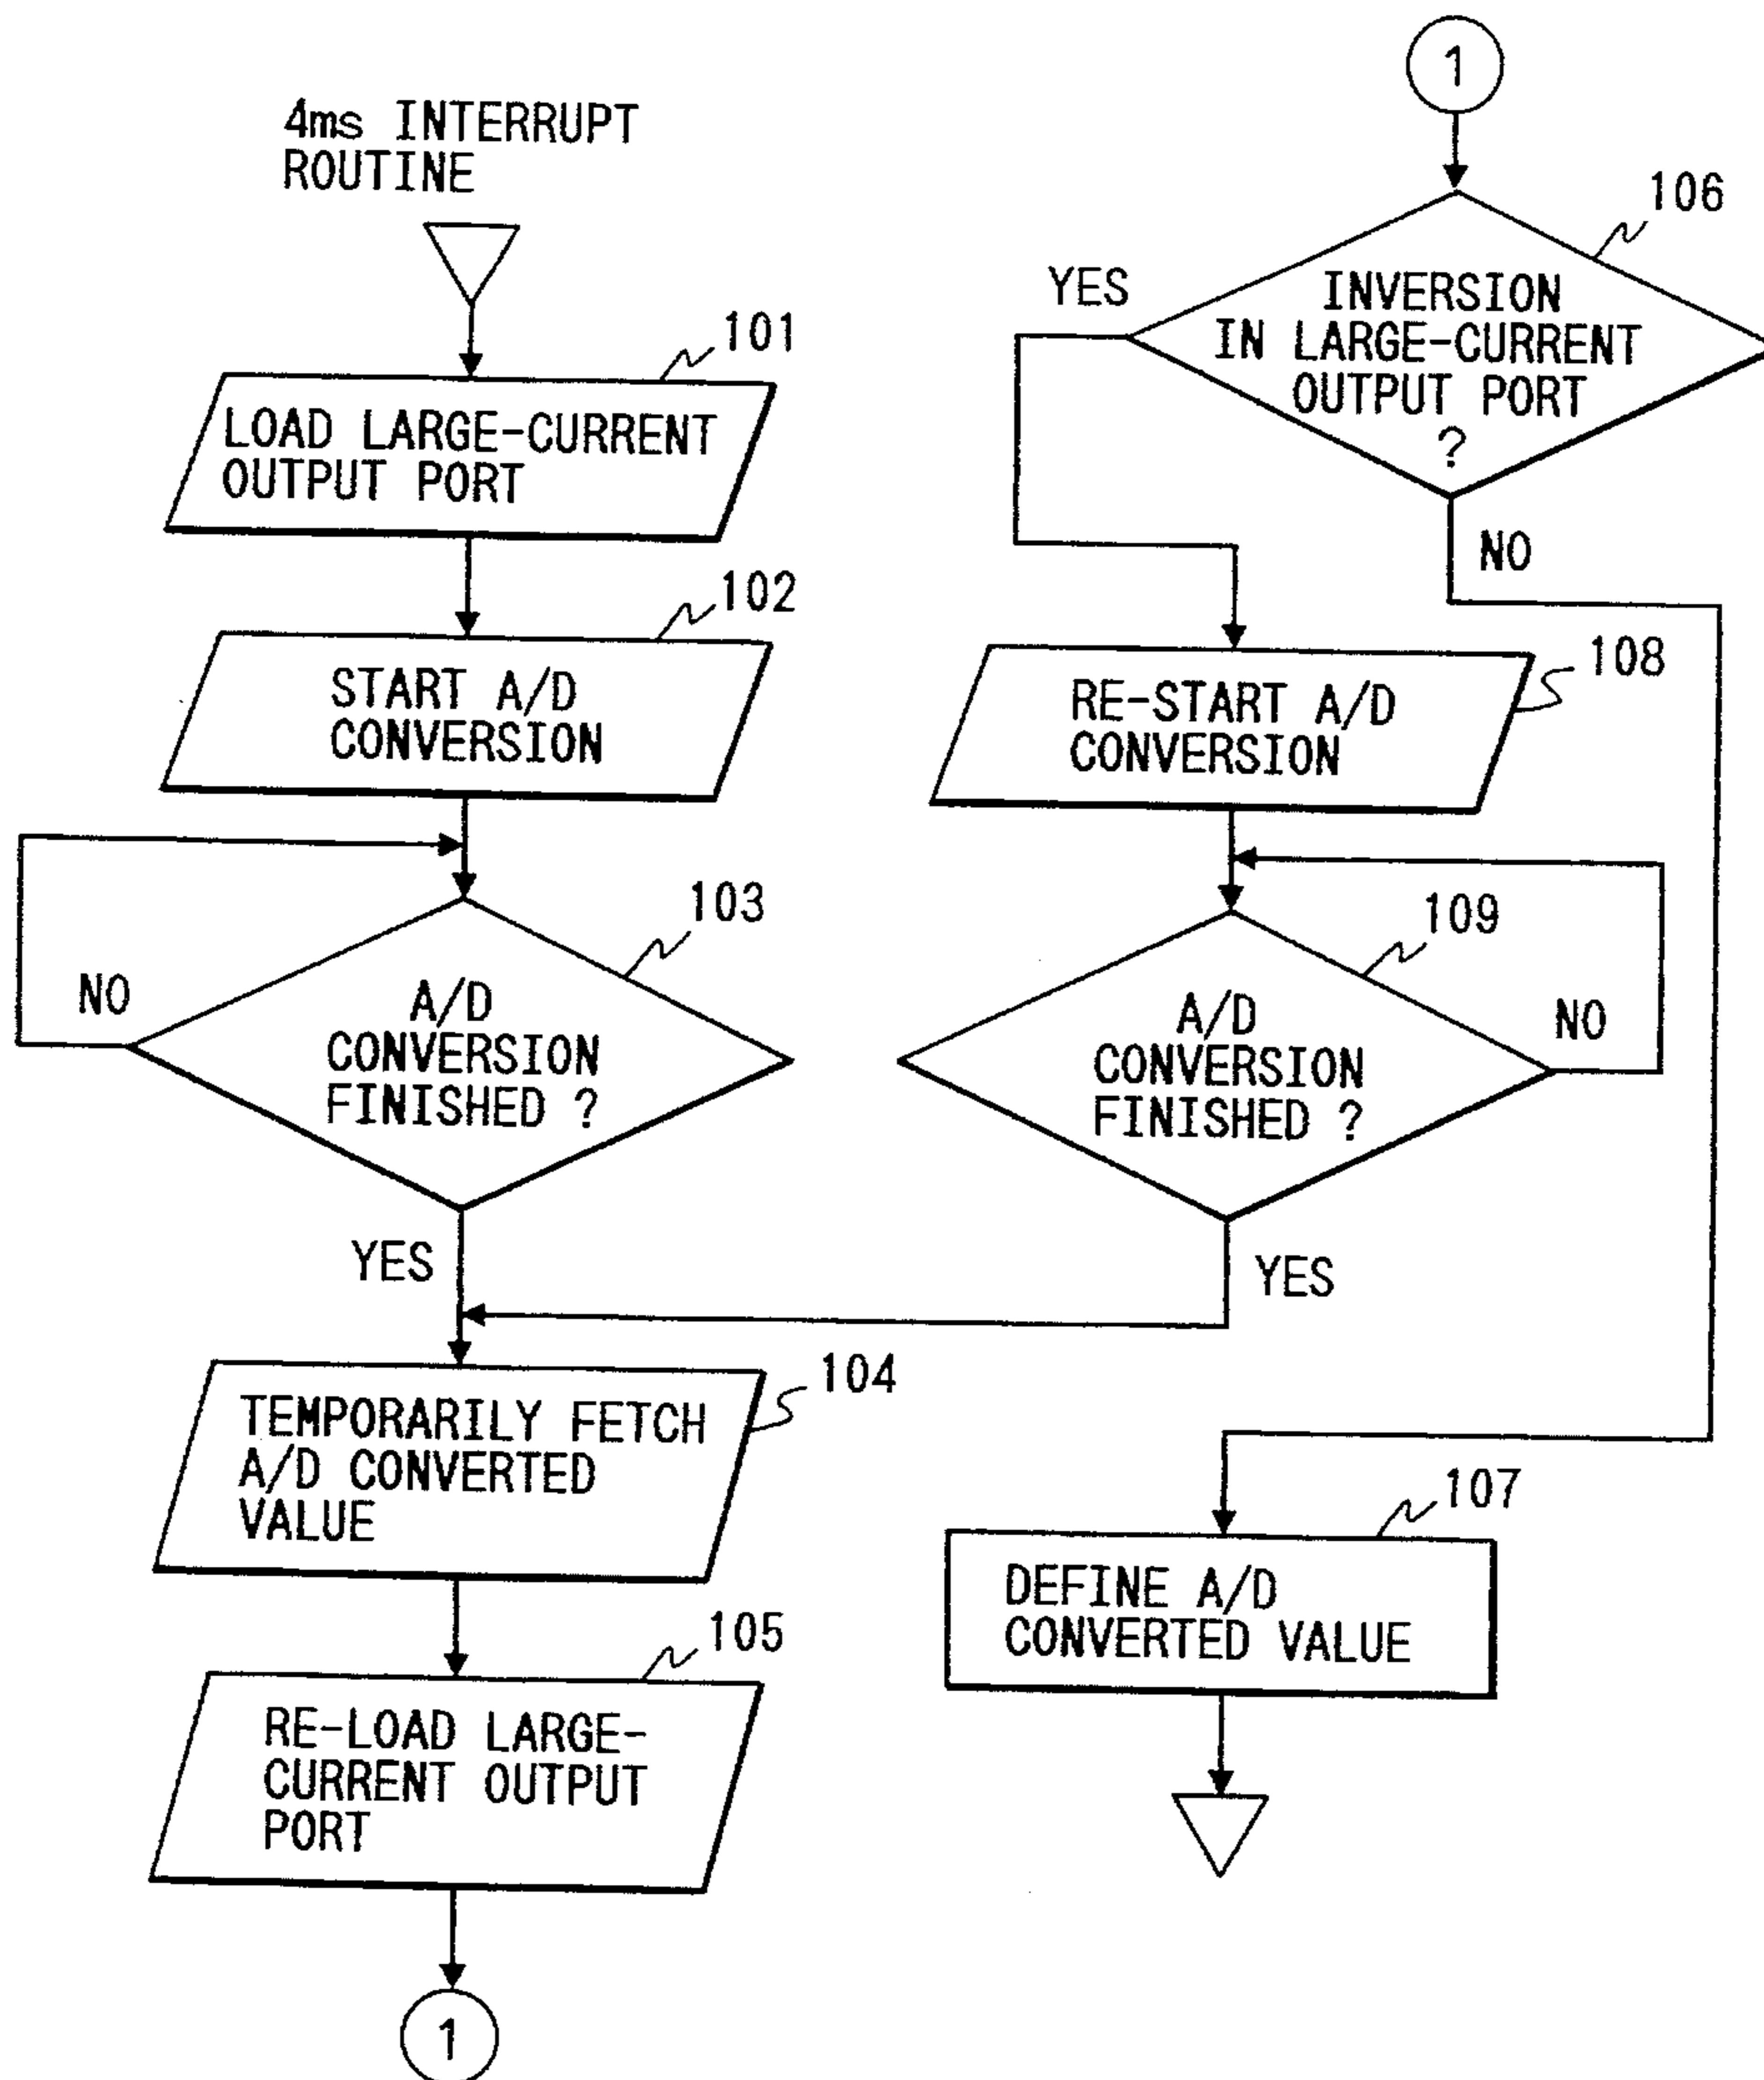 4ms INTERRUPT
ROUTINE
101
LOAD LARGE-CURRENT
OUTPUT PORT
102
START A/D
CONVERSION
103
NO
A/D
CONVERSION
FINISHED ?
YES
104
TEMPORARILY FETCH
A/D CONVERTED
VALUE
105
RE-LOAD LARGE-
CURRENT OUTPUT
PORT
1
1
106
YES
INVERSION
IN LARGE-CURRENT
OUTPUT PORT
?
NO
108
RE-START A/D
CONVERSION
109
A/D
CONVERSION
FINISHED ?
NO
YES
107
DEFINE A/D
CONVERTED VALUE